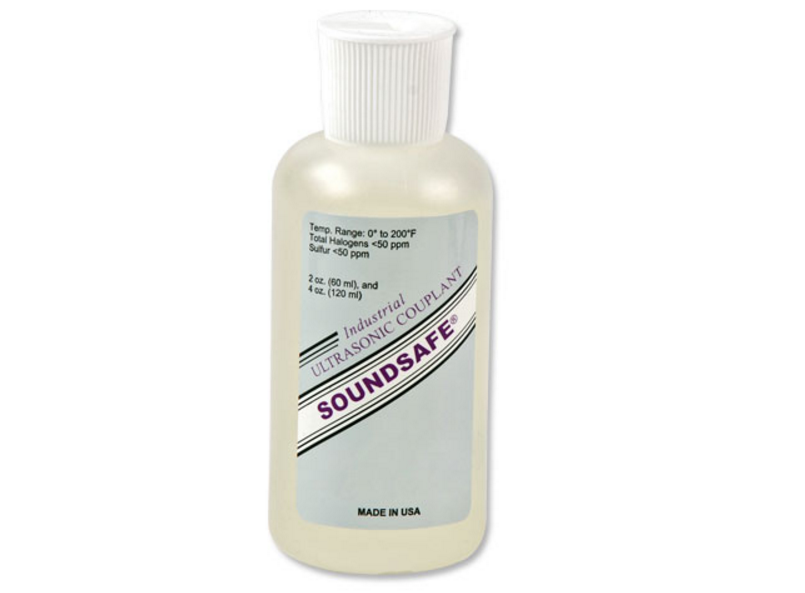 Temp. Range: 0° to 200°F
Total Halogens <50 ppm
Sulfur <50 ppm
2 oz. (60 ml), and
4 oz. (120 ml)
Industrial
ULTRASONIC COUPLANT
SOUNDSAFE®
MADE IN USA